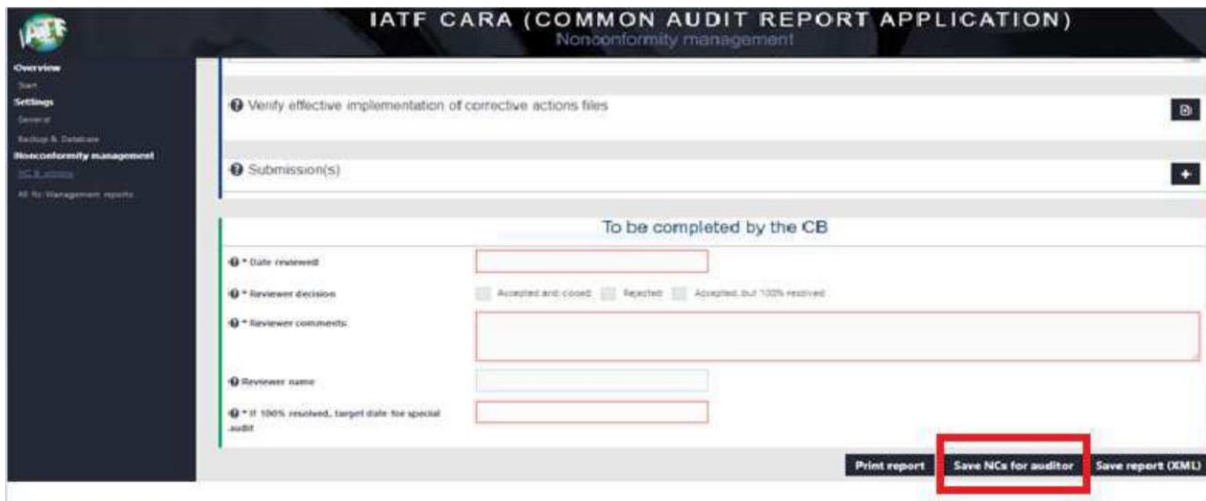 IATF
IATF CARA (COMMON AUDIT REPORT APPLICATION)
Nonconformity management
Overview
Start
Settings
General
Backup & Database
Nonconformity management
NC & actions
All Nc-Management reports
Verify effective implementation of corrective actions files
Submission(s)
To be completed by the CB
* Date reviewed
* Reviewer decision
Accepted and closed Rejected Accepted, but 100% resolved
* Reviewer comments
Reviewer name
* If 100% resolved, target date for special
audit
Print report Save NCs for auditor Save report (XML)